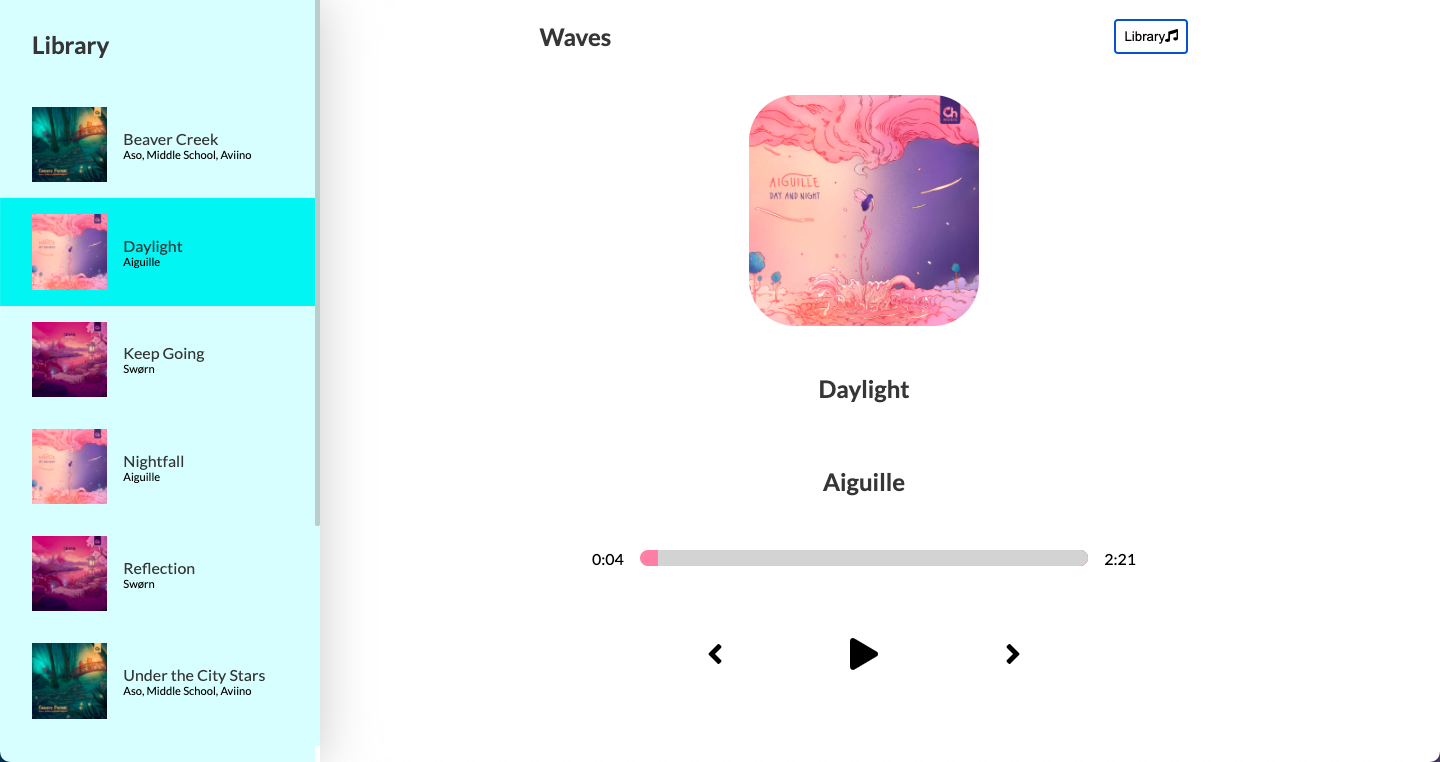 Library
Beaver Creek
Aso, Middle School, Aviino
Daylight
Aiguille
Keep Going
Swørn
Nightfall
Aiguille
Reflection
Swørn
Under the City Stars
Aso, Middle School, Aviino
Waves
Library
AIGUILLE
DAY AND NIGHT
Daylight
Aiguille
0:04
2:21